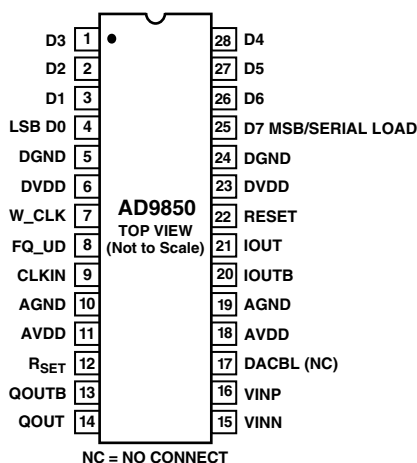 D3 1 28 D4
D2 2 27 D5
D1 3 26 D6
LSB D0 4 25 D7 MSB/SERIAL LOAD
DGND 5 24 DGND
DVDD 6 23 DVDD
W_CLK 7 AD9850 22 RESET
FQ_UD 8 TOP VIEW 21 IOUT
(Not to Scale)
CLKIN 9 20 IOUTB
AGND 10 19 AGND
AVDD 11 18 AVDD
RSET 12 17 DACBL (NC)
QOUTB 13 16 VINP
QOUT 14 15 VINN
NC = NO CONNECT